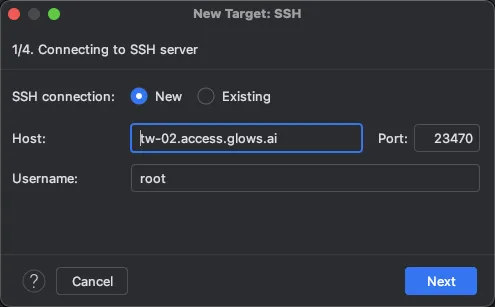 New Target: SSH
1/4. Connecting to SSH server
SSH connection: New Existing
Host: tw-02.access.glows.ai Port: 23470
Username: root
? Cancel Next